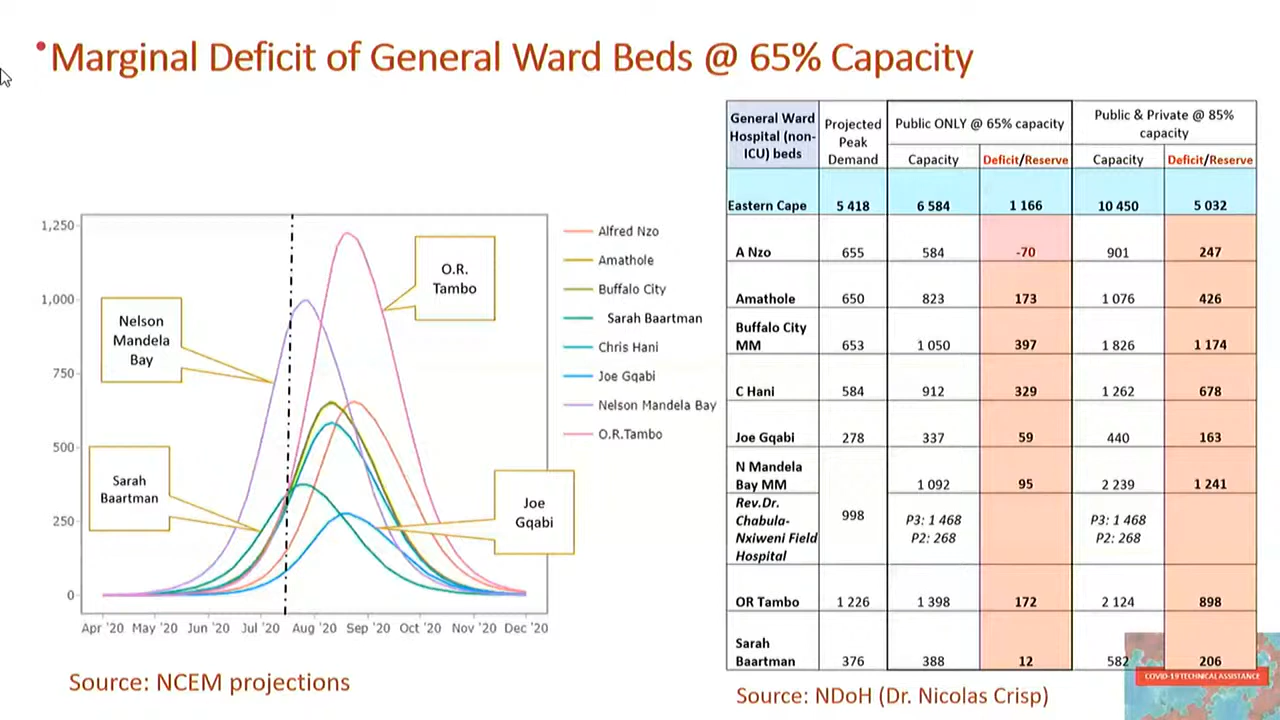 Marginal Deficit of General Ward Beds @ 65% Capacity
1,250
1,000
750
500
250
0
Apr '20 May '20 Jun '20 Jul '20 Aug '20 Sep '20 Oct '20 Nov '20 Dec '20
Nelson
Mandela
Bay
O.R.
Tambo
Sarah
Baartman
Joe
Gqabi
Alfred Nzo
Amathole
Buffalo City
Sarah Baartman
Chris Hani
Joe Gqabi
Nelson Mandela Bay
O.R.Tambo
Source: NCEM projections
General Ward
Hospital (non-
ICU) beds
Projected
Peak
Demand
Public ONLY @ 65% capacity
Public & Private @ 85%
capacity
Capacity Deficit/Reserve Capacity Deficit/Reserve
Eastern Cape 5 418 6 584 1 166 10 450 5 032
A Nzo 655 584 -70 901 247
Amathole 650 823 173 1 076 426
Buffalo City
MM 653 1 050 397 1 826 1 174
C Hani 584 912 329 1 262 678
Joe Gqabi 278 337 59 440 163
N Mandela
Bay MM 1 092 95 2 239 1 241
Rev.Dr.
Chabula-
Nxiweni Field
Hospital
998
P3: 1 468 P3: 1 468
P2: 268 P2: 268
OR Tambo 1 226 1 398 172 2 124 898
Sarah
Baartman 376 388 12 582 206
COVID-19 TECHNICAL ASSISTANCE
Source: NDoH (Dr. Nicolas Crisp)